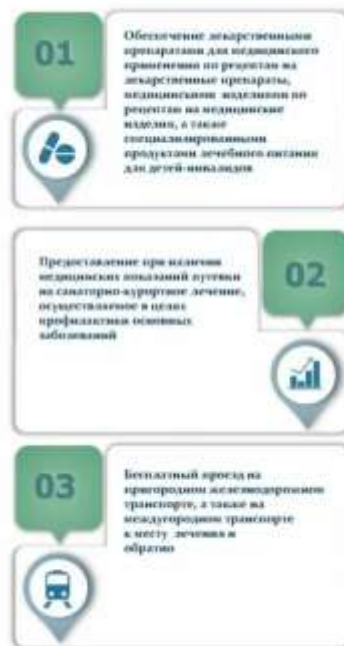 01
Обеспечение лекарственными
препаратами для медицинского
применения по рецептам на
лекарственные препараты,
медицинскими изделиями по
рецептам на медицинские
изделия, а также
специализированными
продуктами лечебного питания
для детей-инвалидов
Предоставление при наличии
медицинских показаний путевки
на санаторно-курортное лечение,
осуществляемое в целях
профилактики основных
заболеваний
02
03
Бесплатный проезд на
пригородном железнодорожном
транспорте, а также на
междугородном транспорте
к месту лечения и
обратно